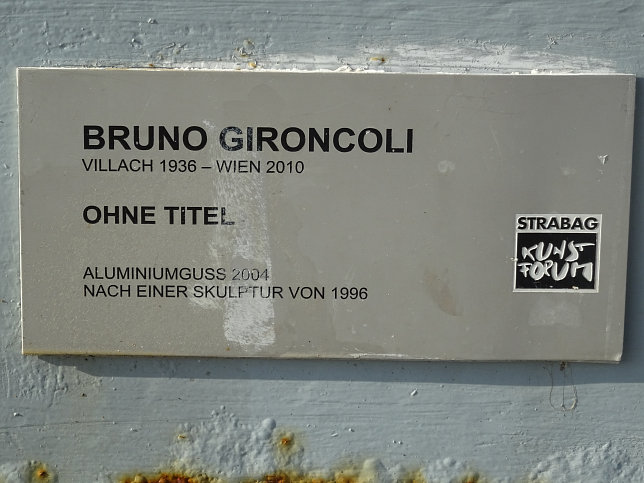 BRUNO GIRONCOLI
VILLACH 1936 – WIEN 2010
OHNE TITEL
ALUMINIUMGUSS 2004
NACH EINER SKULPTUR VON 1996
STRABAG
KUNST
FORUM